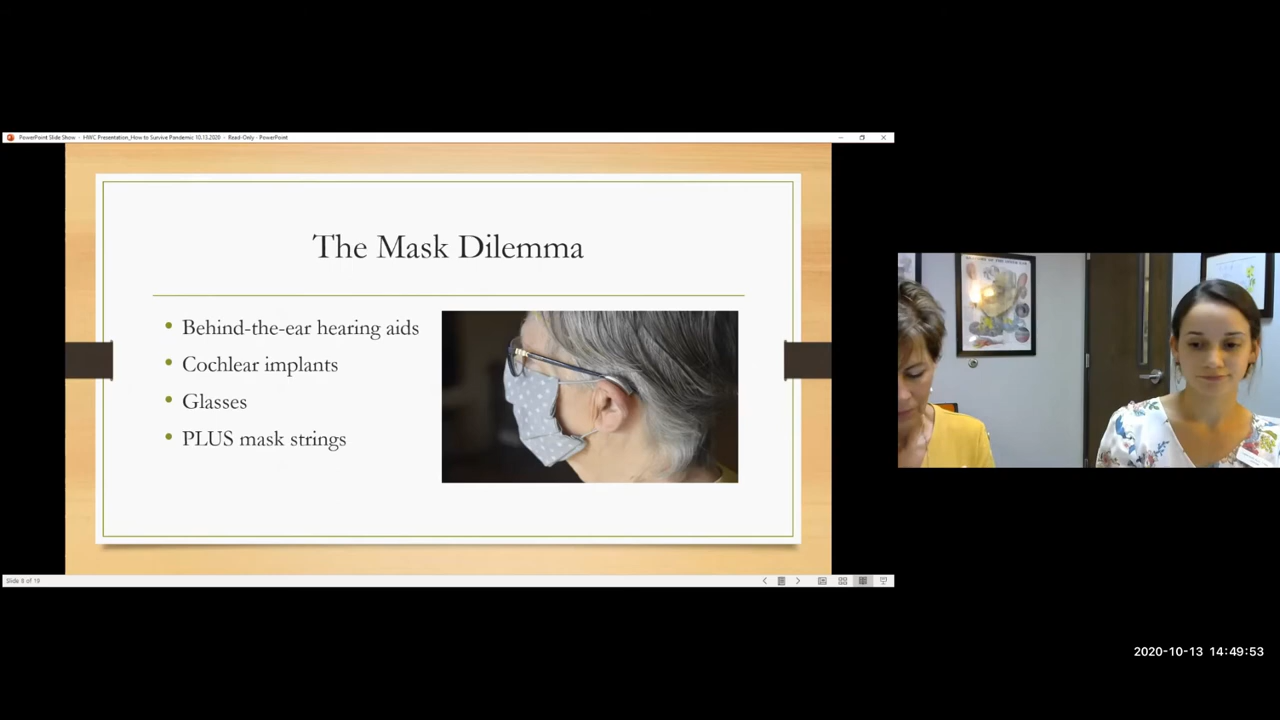 PowerPoint Slide Show - HWC Presentation_How to Survive Pandemic 10.13.2020 - Read-Only - PowerPoint
The Mask Dilemma
• Behind-the-ear hearing aids
• Cochlear implants
• Glasses
• PLUS mask strings
2020-10-13 14:49:53